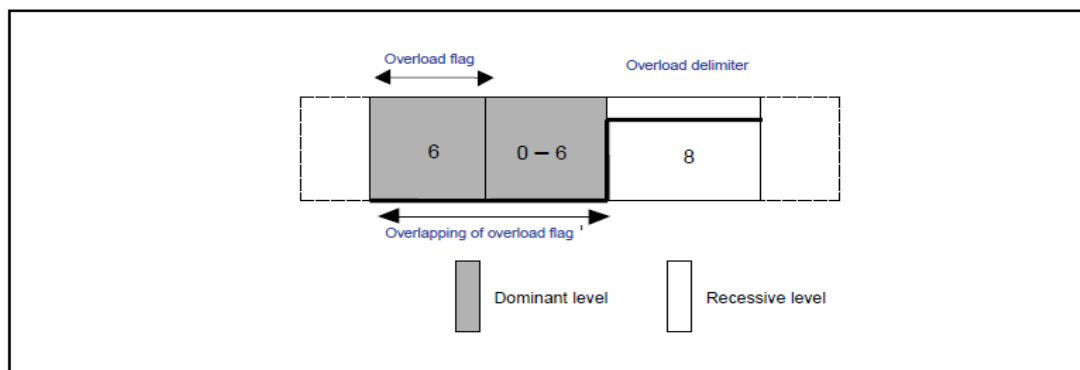 Overload flag
Overload delimiter
6
0 – 6
8
Overlapping of overload flag '
Dominant level
Recessive level